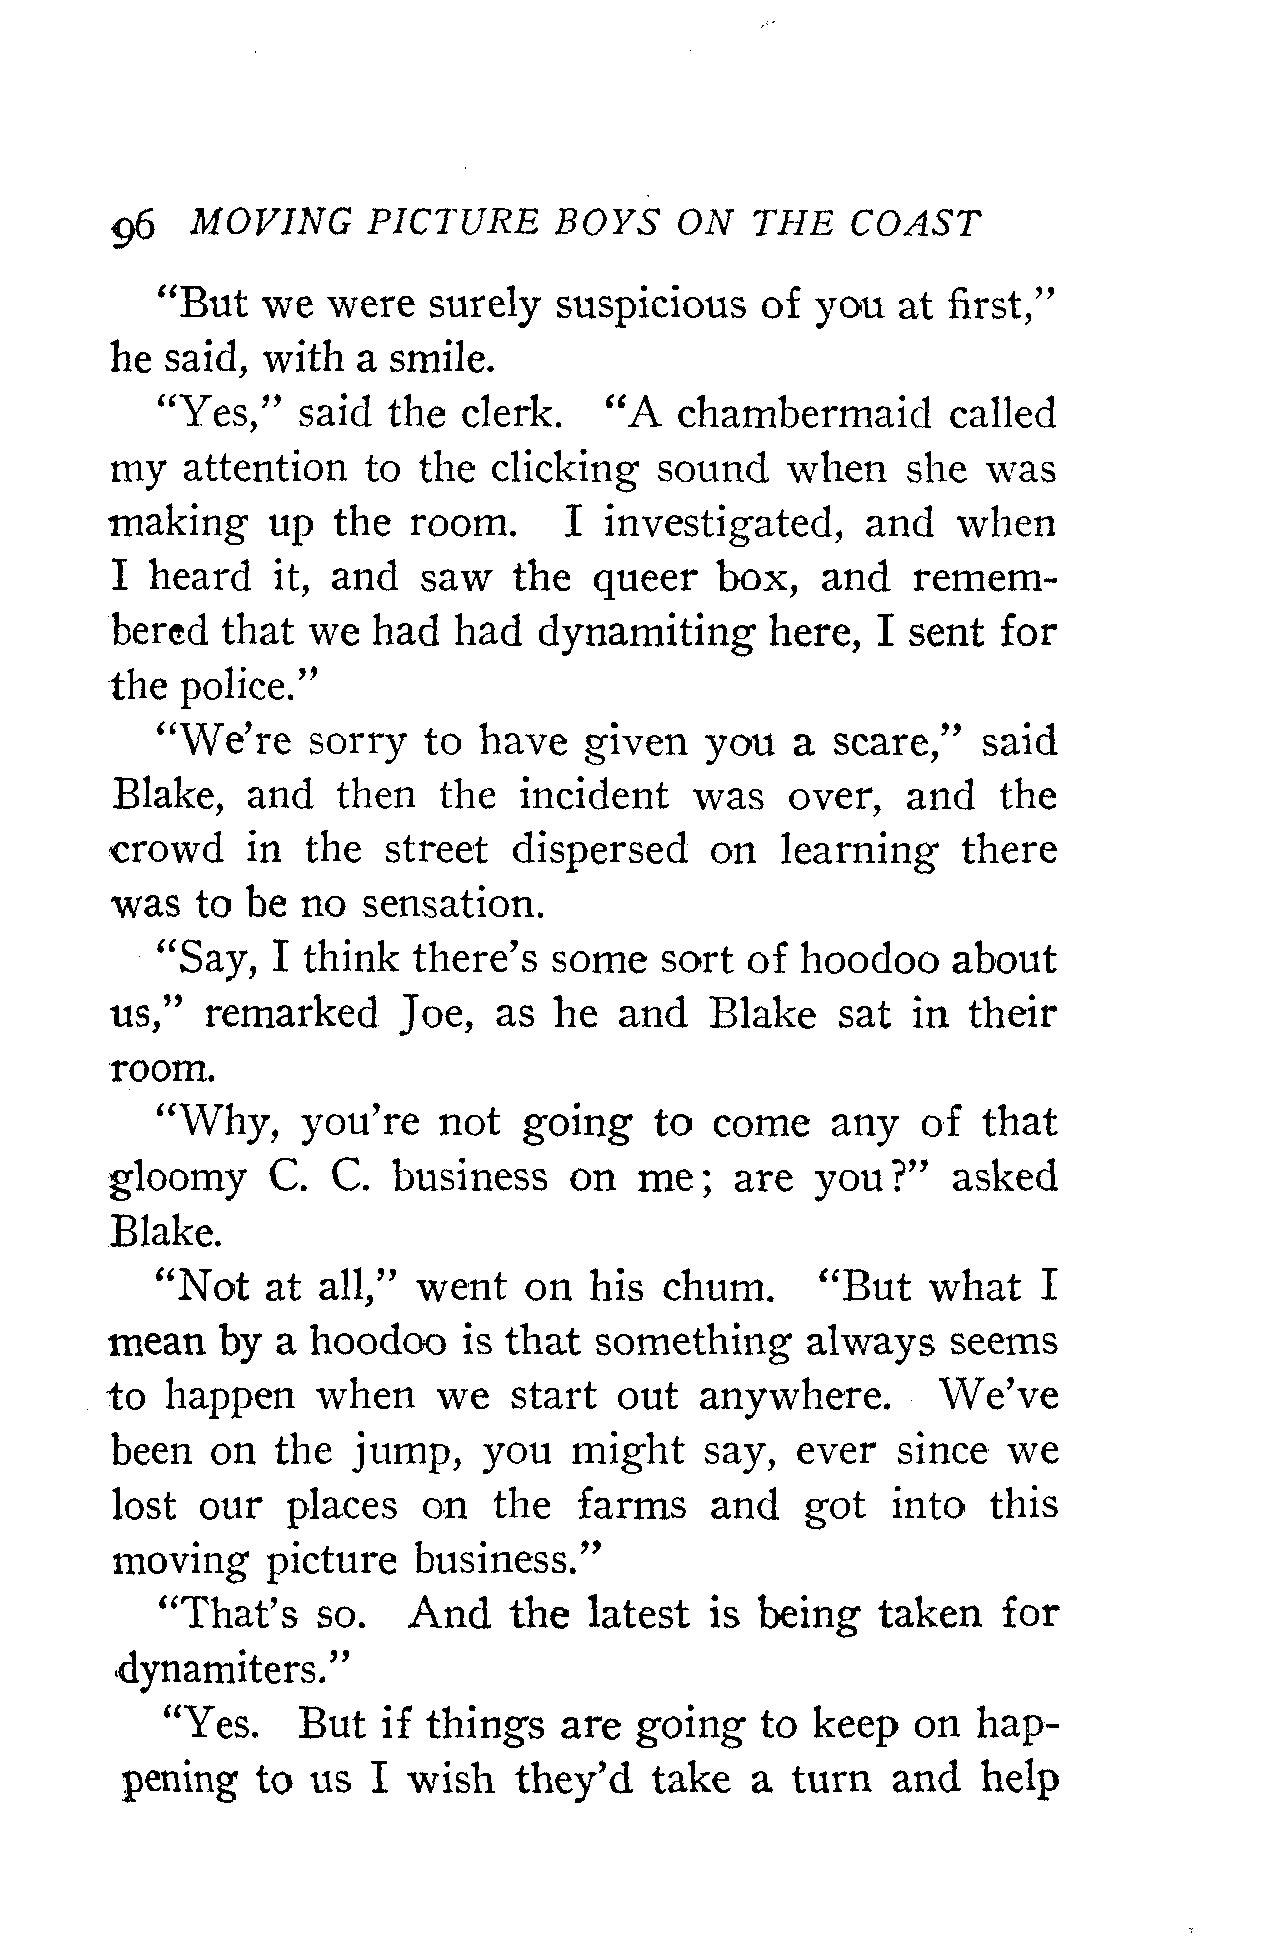 96 MOVING PICTURE BOYS ON THE COAST
“But we were surely suspicious of you at first,”
he said, with a smile.
“Yes,” said the clerk. “A chambermaid called
my attention to the clicking sound when she was
making up the room. I investigated, and when
I heard it, and saw the queer box, and remem-
bered that we had had dynamiting here, I sent for
the police.”
“We’re sorry to have given you a scare,” said
Blake, and then the incident was over, and the
crowd in the street dispersed on learning there
was to be no sensation.
“Say, I think there’s some sort of hoodoo about
us,” remarked Joe, as he and Blake sat in their
room.
“Why, you’re not going to come any of that
gloomy C. C. business on me; are you?” asked
Blake.
“Not at all,” went on his chum. “But what I
mean by a hoodoo is that something always seems
to happen when we start out anywhere. We’ve
been on the jump, you might say, ever since we
lost our places on the farms and got into this
moving picture business.”
“That’s so. And the latest is being taken for
dynamiters.”
“Yes. But if things are going to keep on hap-
pening to us I wish they’d take a turn and help